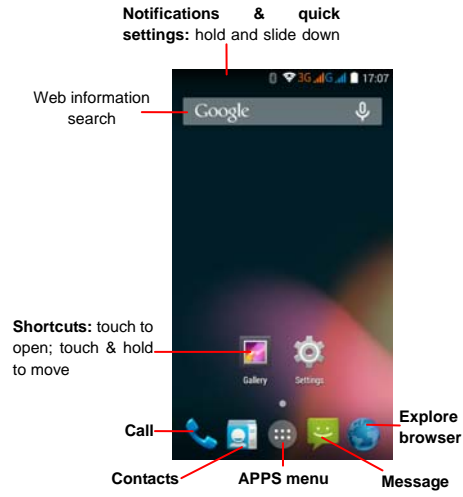 Notifications & quick
settings: hold and slide down
3G G 17:07
Web information
search
Google
Shortcuts: touch to
open; touch & hold
to move
Gallery Settings
Call
Explore
browser
Contacts APPS menu Message